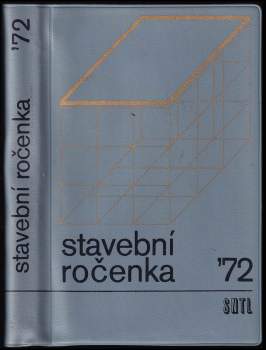 stavební ročenka '72
stavební
ročenka '72
SNTL